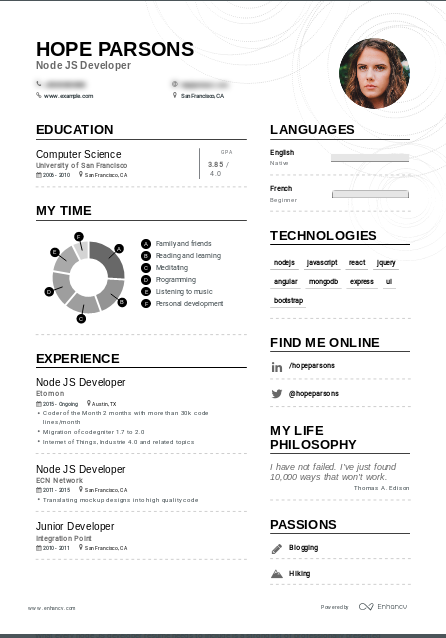 HOPE PARSONS
Node JS Developer
www.example.com
San Francisco, CA
EDUCATION
Computer Science
University of San Francisco
2006 - 2010 San Francisco, CA
GPA
3.85 /
4.0
MY TIME
A
B
C
D
E
F
A Family and friends
B Reading and learning
C Meditating
D Programming
E Listening to music
F Personal development
EXPERIENCE
Node JS Developer
Etomon
2015 - Ongoing Austin, TX
• Coder of the Month 2 months with more than 30k code
lines/month
• Migration of codeigniter 1.7 to 2.0
• Internet of Things, Industrie 4.0 and related topics
Node JS Developer
ECN Network
2011 - 2015 San Francisco, CA
• Translating mockup designs into high quality code
Junior Developer
Integration Point
2010 - 2011 San Francisco, CA
LANGUAGES
English
Native
French
Beginner
TECHNOLOGIES
nodejs javascript react jquery
angular mongodb express ui
bootstrap
FIND ME ONLINE
/hopeparsons
@hopeparsons
MY LIFE
PHILOSOPHY
I have not failed. I've just found
10,000 ways that won't work.
Thomas A. Edison
PASSIONS
Blogging
Hiking
www.enhancv.com
Powered by Enhancv